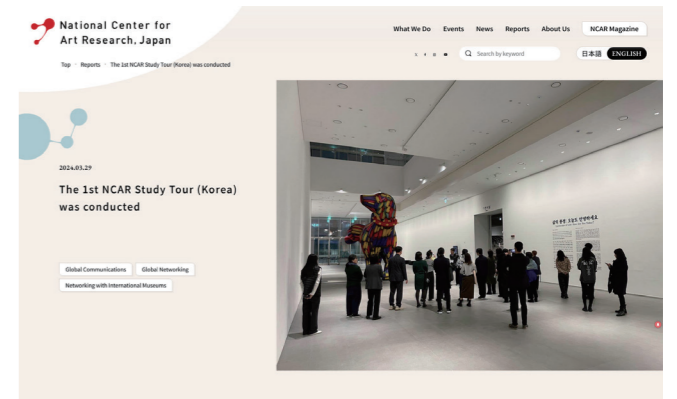 National Center for
Art Research, Japan
What We Do Events News Reports About Us NCAR Magazine
Search by keyword
日本語 ENGLISH
Top Reports The 1st NCAR Study Tour (Korea) was conducted
2024.03.29
The 1st NCAR Study Tour (Korea)
was conducted
Global Communications Global Networking
Networking with International Museums